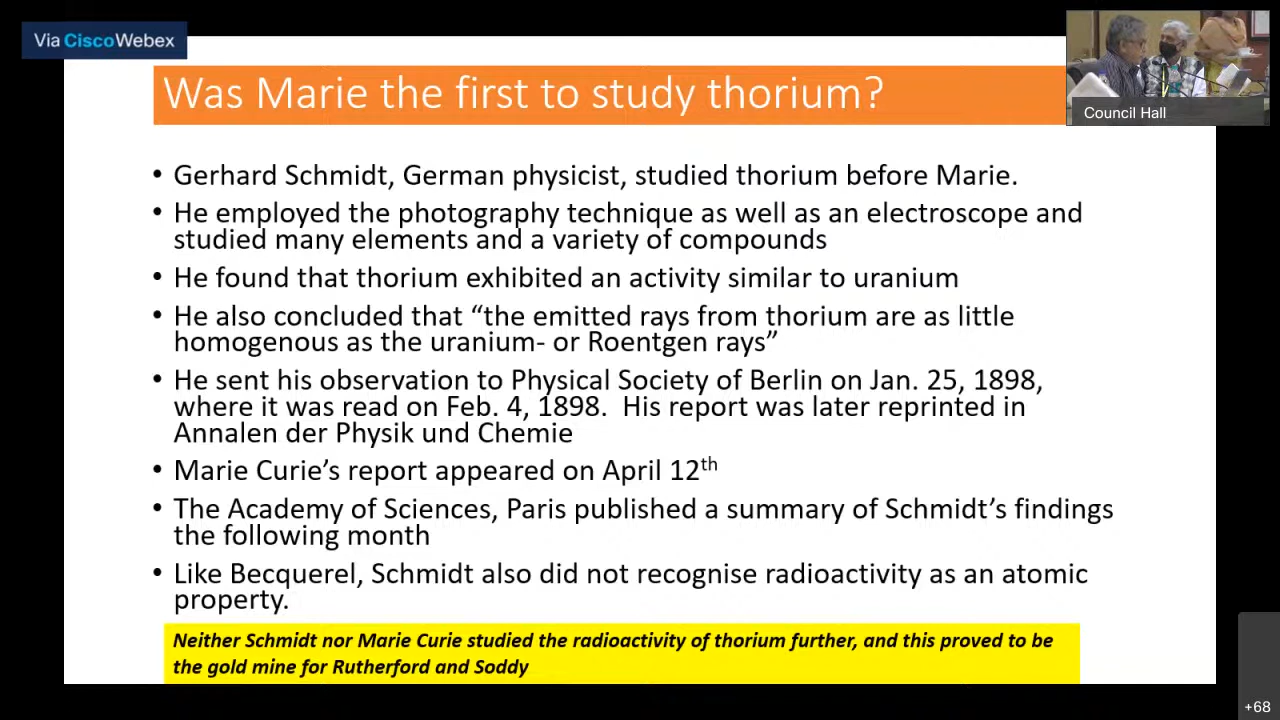 Via Cisco Webex
Was Marie the first to study thorium?
Council Hall
• Gerhard Schmidt, German physicist, studied thorium before Marie.
• He employed the photography technique as well as an electroscope and
studied many elements and a variety of compounds
• He found that thorium exhibited an activity similar to uranium
• He also concluded that “the emitted rays from thorium are as little
homogenous as the uranium- or Roentgen rays”
• He sent his observation to Physical Society of Berlin on Jan. 25, 1898,
where it was read on Feb. 4, 1898. His report was later reprinted in
Annalen der Physik und Chemie
• Marie Curie’s report appeared on April 12th
• The Academy of Sciences, Paris published a summary of Schmidt’s findings
the following month
• Like Becquerel, Schmidt also did not recognise radioactivity as an atomic
property.
Neither Schmidt nor Marie Curie studied the radioactivity of thorium further, and this proved to be
the gold mine for Rutherford and Soddy
+68